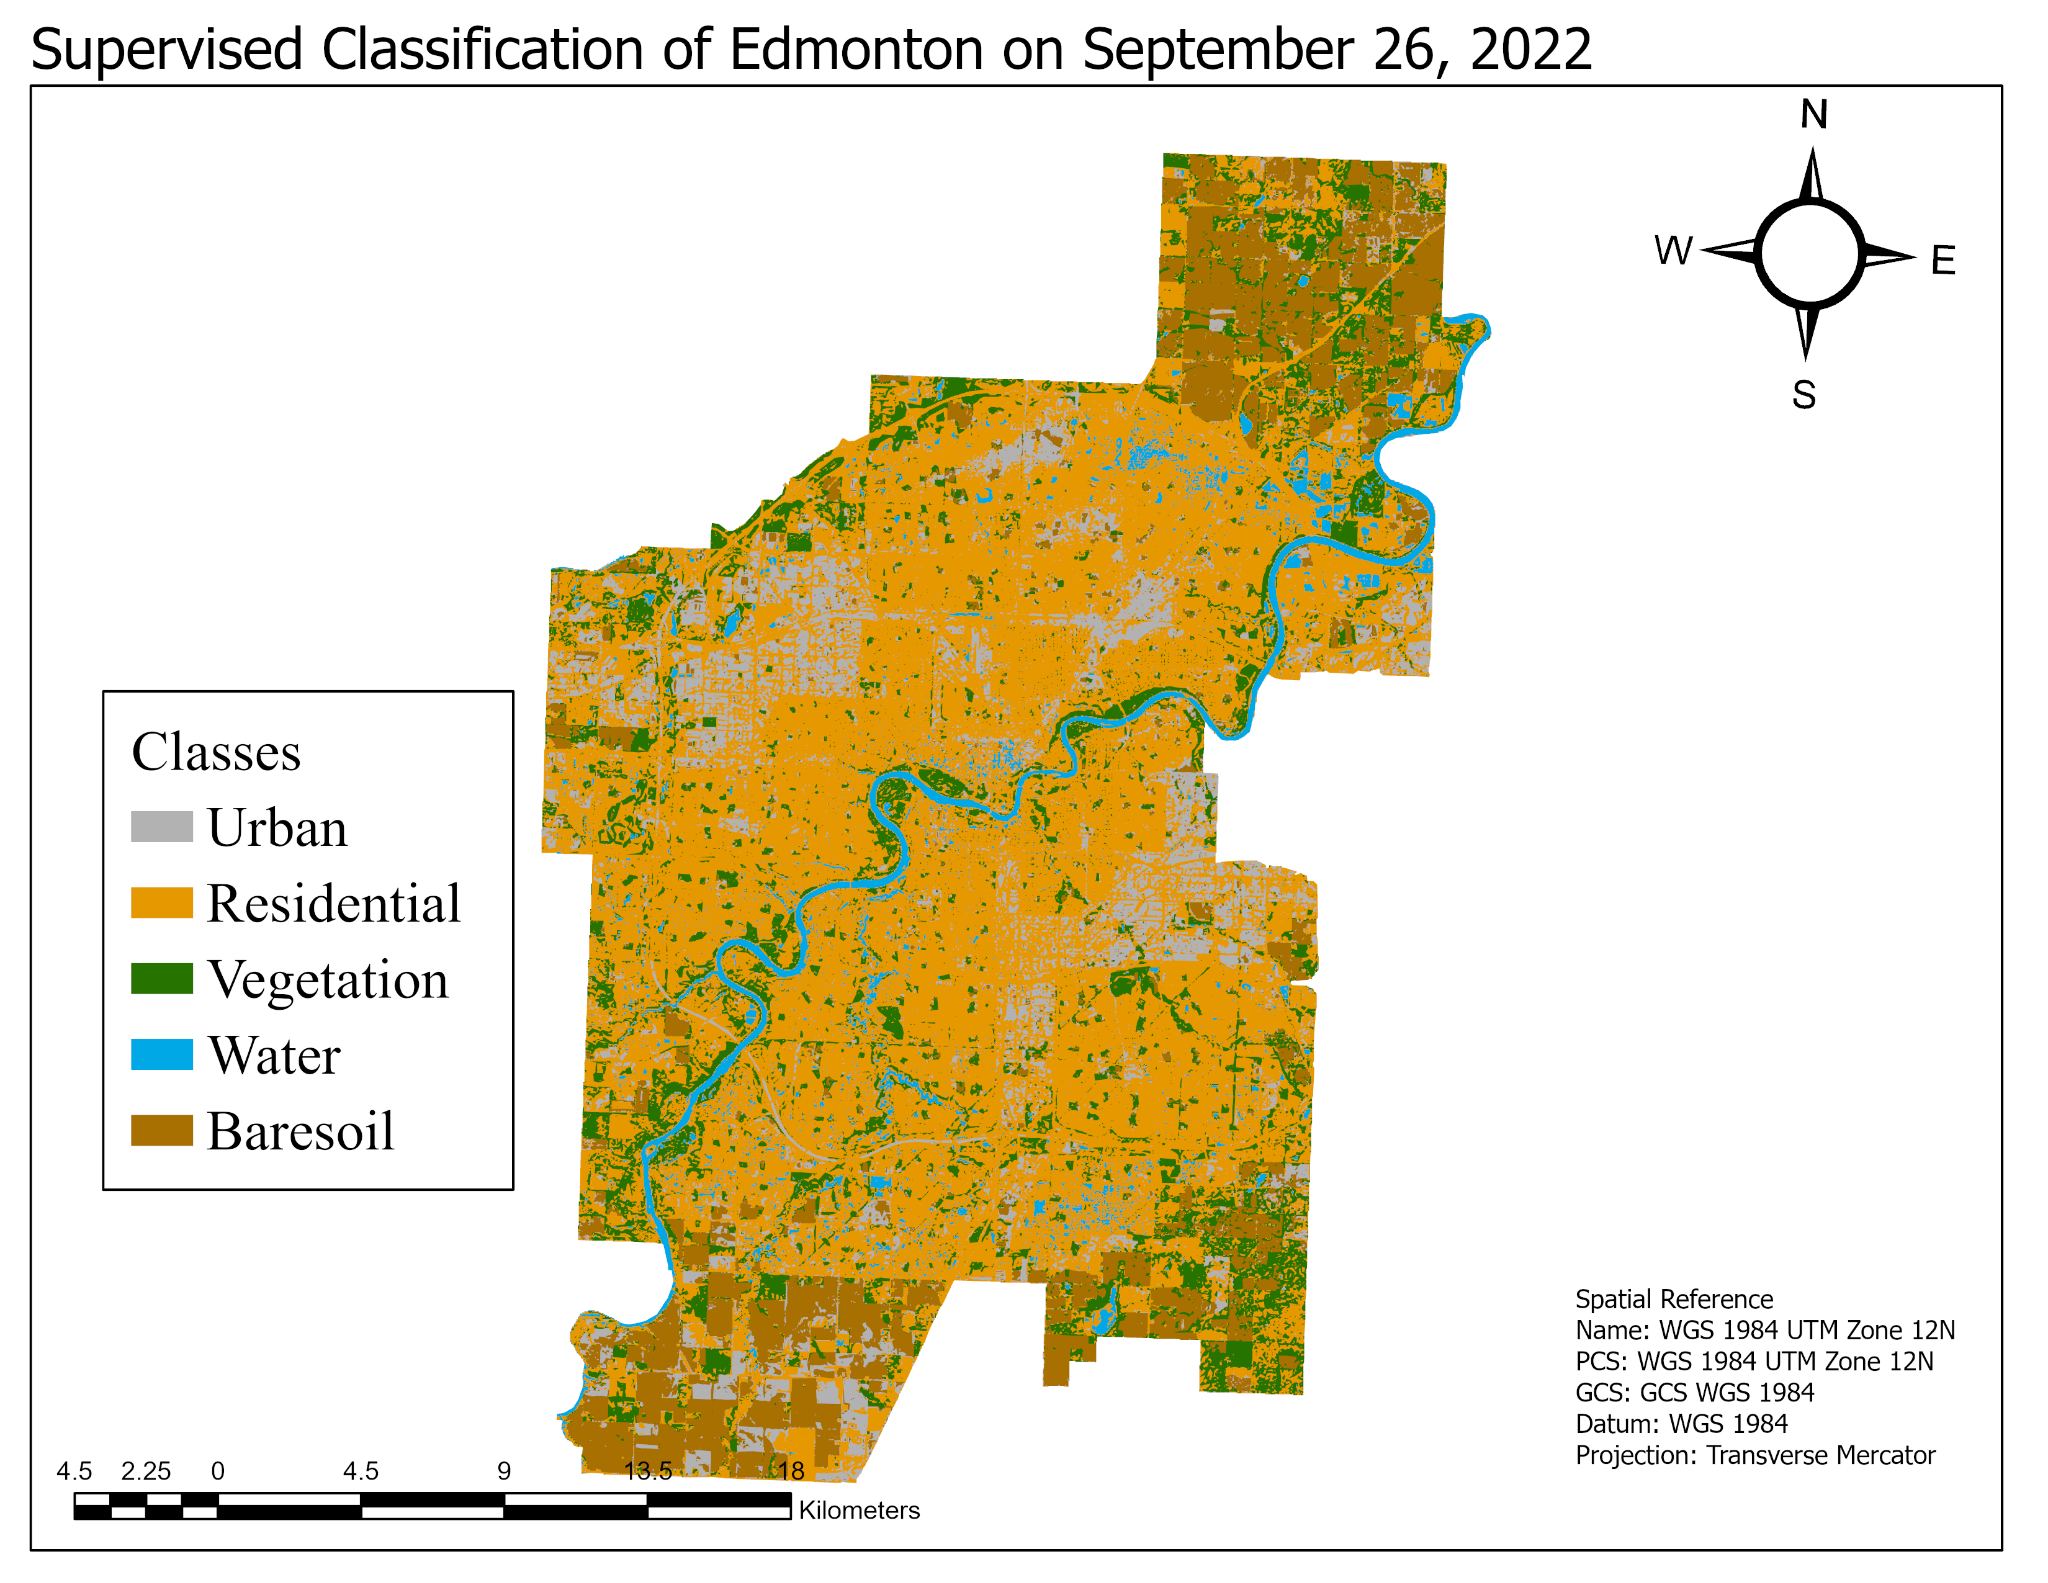 Supervised Classification of Edmonton on September 26, 2022
N
W
E
S
Classes
Urban
Residential
Vegetation
Water
Baresoil
Spatial Reference
Name: WGS 1984 UTM Zone 12N
PCS: WGS 1984 UTM Zone 12N
GCS: GCS WGS 1984
Datum: WGS 1984
Projection: Transverse Mercator
4.5 2.25 0 4.5 9 13.5 18
Kilometers